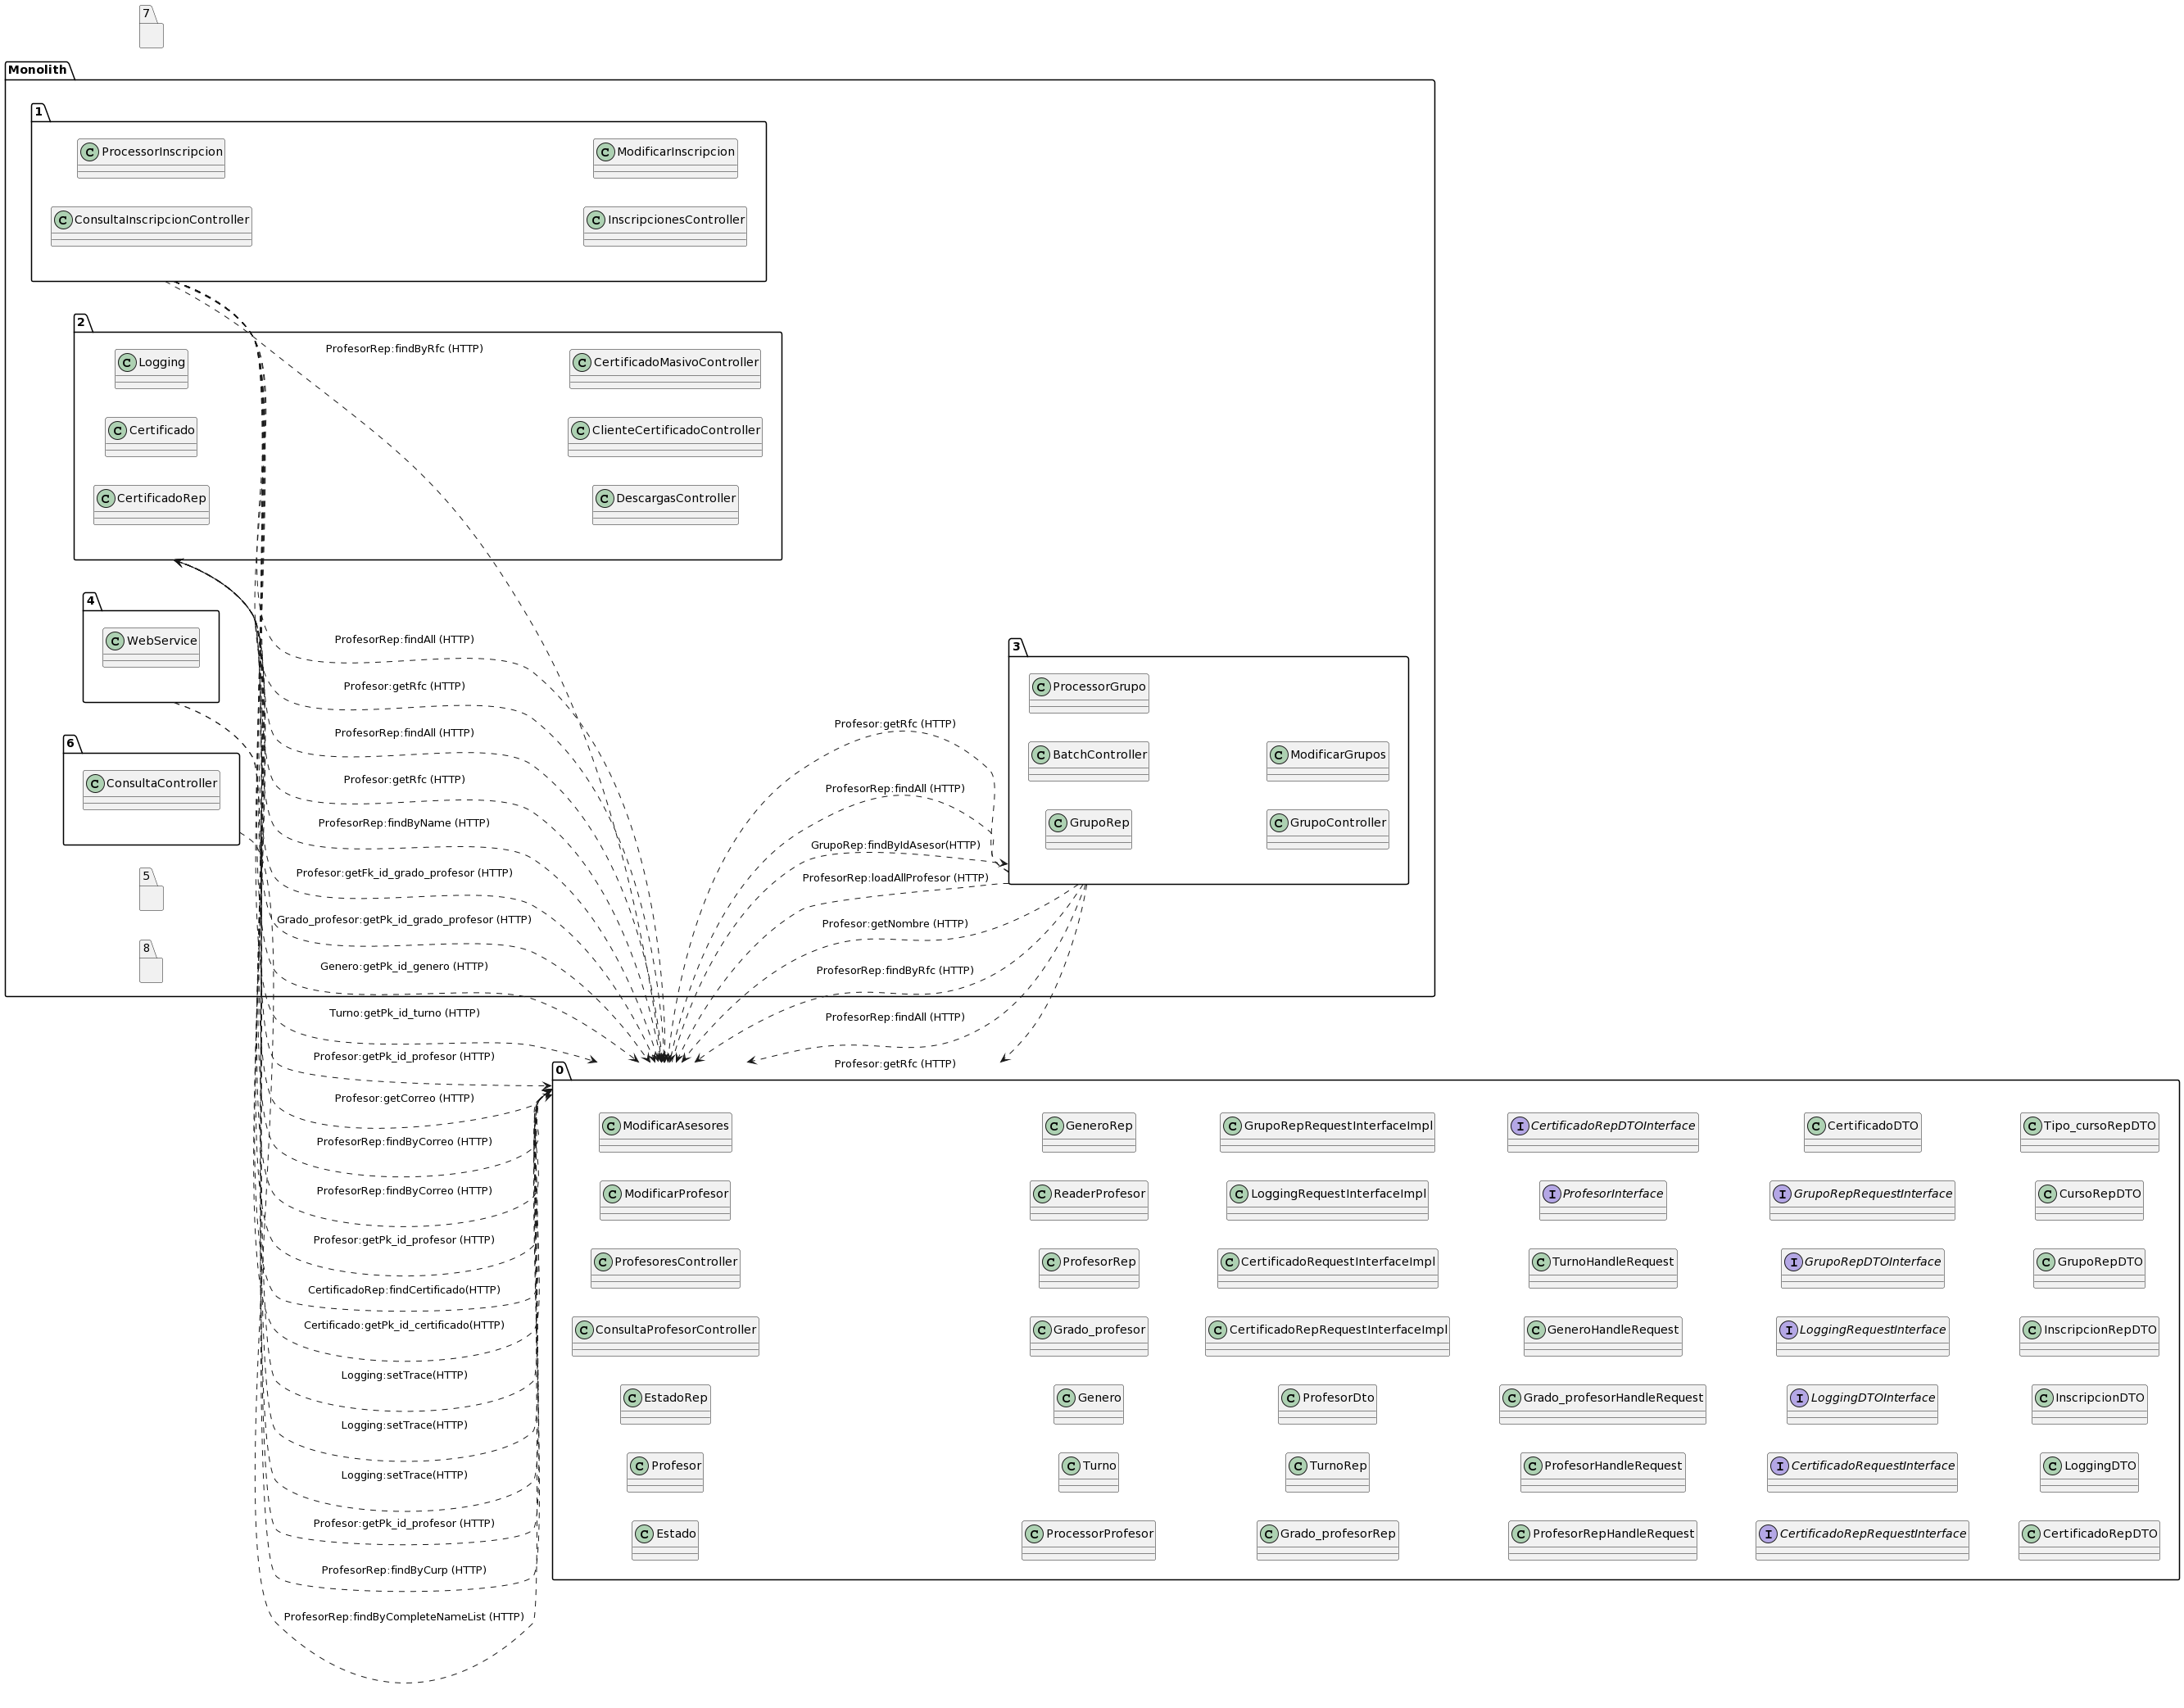 7
Monolith
1
C ProcessorInscripcion
C ModificarInscripcion
C ConsultaInscripcionController
C InscripcionesController
2
ProfesorRep:findByRfc (HTTP)
C Logging
C CertificadoMasivoController
C Certificado
C ClienteCertificadoController
C CertificadoRep
C DescargasController
4
C WebService
6
C ConsultaController
5
8
3
C ProcessorGrupo
C BatchController
C ModificarGrupos
C GrupoRep
C GrupoController
ProfesorRep:findAll (HTTP)
Profesor:getRfc (HTTP)
ProfesorRep:findAll (HTTP)
Profesor:getRfc (HTTP)
ProfesorRep:findByName (HTTP)
Profesor:getFk_id_grado_profesor (HTTP)
Grado_profesor:getPk_id_grado_profesor (HTTP)
Genero:getPk_id_genero (HTTP)
Turno:getPk_id_turno (HTTP)
Profesor:getPk_id_profesor (HTTP)
Profesor:getCorreo (HTTP)
ProfesorRep:findByCorreo (HTTP)
ProfesorRep:findByCorreo (HTTP)
Profesor:getPk_id_profesor (HTTP)
CertificadoRep:findCertificado(HTTP)
Certificado:getPk_id_certificado(HTTP)
Logging:setTrace(HTTP)
Logging:setTrace(HTTP)
Logging:setTrace(HTTP)
Profesor:getPk_id_profesor (HTTP)
ProfesorRep:findByCurp (HTTP)
ProfesorRep:findByCompleteNameList (HTTP)
Profesor:getRfc (HTTP)
ProfesorRep:findAll (HTTP)
GrupoRep:findByIdAsesor(HTTP)
ProfesorRep:loadAllProfesor (HTTP)
Profesor:getNombre (HTTP)
ProfesorRep:findByRfc (HTTP)
ProfesorRep:findAll (HTTP)
Profesor:getRfc (HTTP)
0
C ModificarAsesores
C GeneroRep
C GrupoRepRequestInterfaceImpl
I CertificadoRepDTOInterface
C CertificadoDTO
C Tipo_cursoRepDTO
C ModificarProfesor
C ReaderProfesor
C LoggingRequestInterfaceImpl
I ProfesorInterface
I GrupoRepRequestInterface
C CursoRepDTO
C ProfesoresController
C ProfesorRep
C CertificadoRequestInterfaceImpl
C TurnoHandleRequest
I GrupoRepDTOInterface
C GrupoRepDTO
C ConsultaProfesorController
C Grado_profesor
C CertificadoRepRequestInterfaceImpl
C GeneroHandleRequest
I LoggingRequestInterface
C InscripcionRepDTO
C EstadoRep
C Genero
C ProfesorDto
C Grado_profesorHandleRequest
I LoggingDTOInterface
C InscripcionDTO
C Profesor
C Turno
C TurnoRep
C ProfesorHandleRequest
I CertificadoRequestInterface
C LoggingDTO
C Estado
C ProcessorProfesor
C Grado_profesorRep
C ProfesorRepHandleRequest
I CertificadoRepRequestInterface
C CertificadoRepDTO